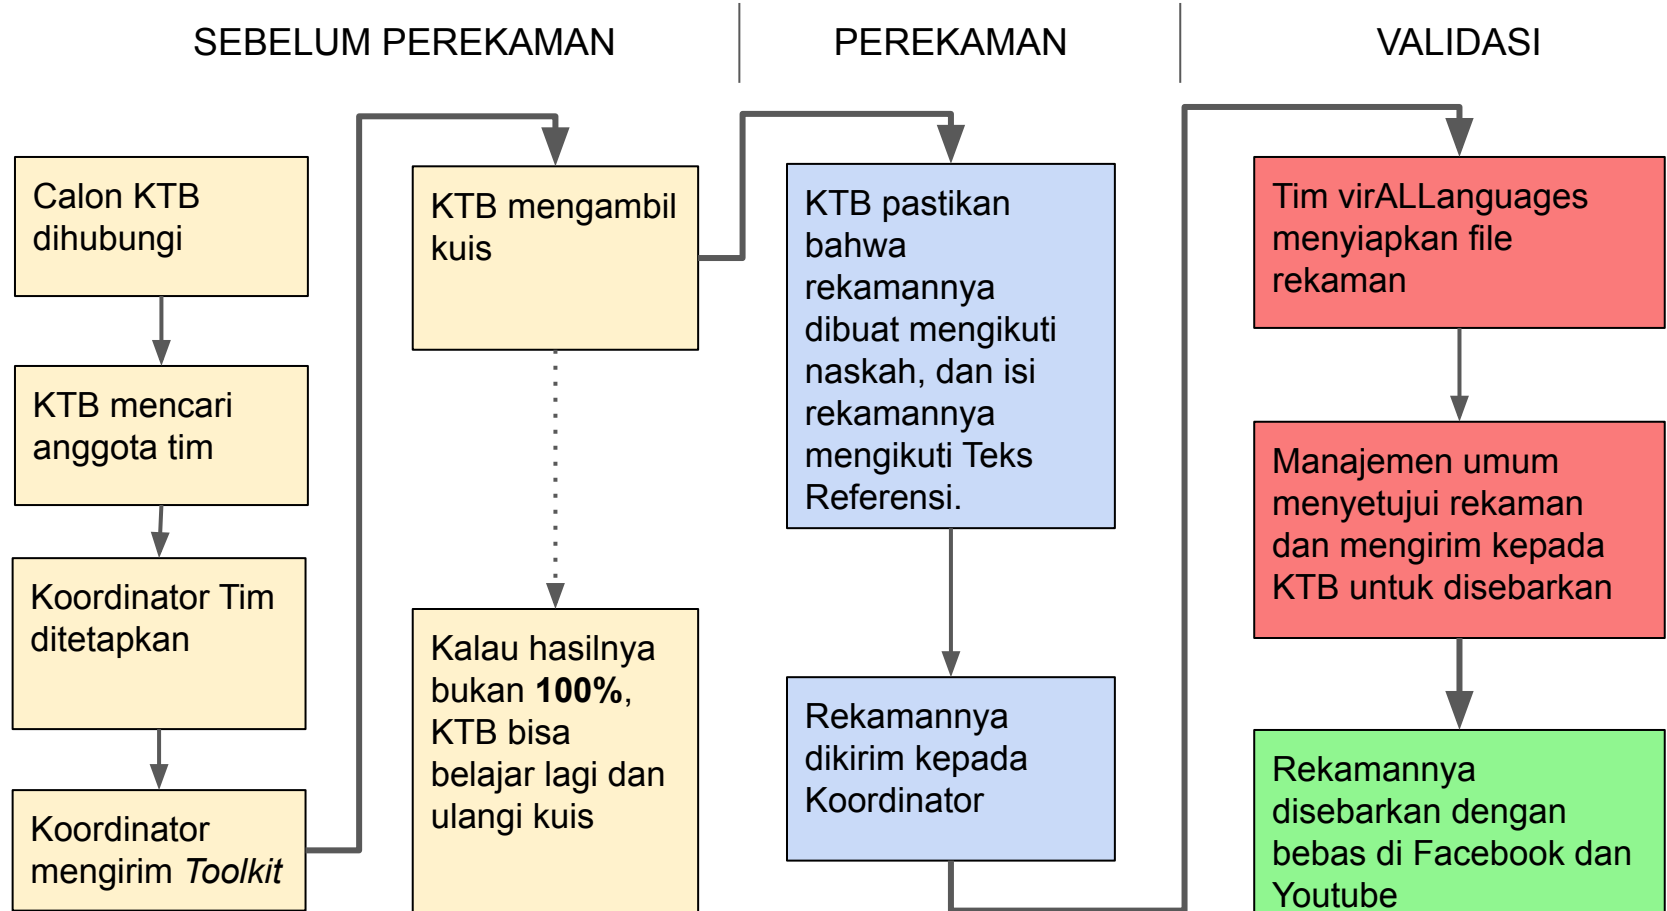 SEBELUM PEREKAMAN
PEREKAMAN
VALIDASI
Calon KTB
dihubungi
KTB mencari
anggota tim
Koordinator Tim
ditetapkan
Koordinator
mengirim Toolkit
KTB mengambil
kuis
Kalau hasilnya
bukan 100%,
KTB bisa
belajar lagi dan
ulangi kuis
KTB pastikan
bahwa
rekamannya
dibuat mengikuti
naskah, dan isi
rekamannya
mengikuti Teks
Referensi.
Rekamannya
dikirim kepada
Koordinator
Tim virALLanguages
menyiapkan file
rekaman
Manajemen umum
menyetujui rekaman
dan mengirim kepada
KTB untuk disebarkan
Rekamannya
disebarkan dengan
bebas di Facebook dan
Youtube